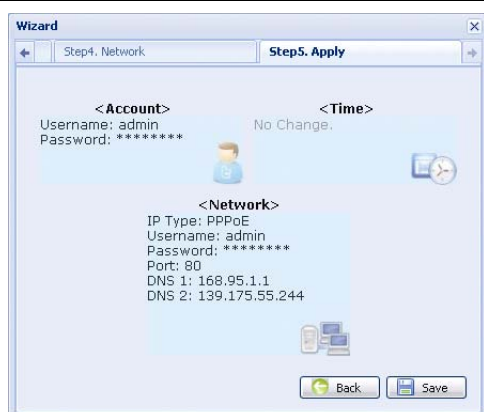 Wizard
Step4. Network
Step5. Apply
<Account>
Username: admin
Password: ********
<Time>
No Change.
<Network>
IP Type: PPPoE
Username: admin
Password: ********
Port: 80
DNS 1: 168.95.1.1
DNS 2: 139.175.55.244
Back
Save